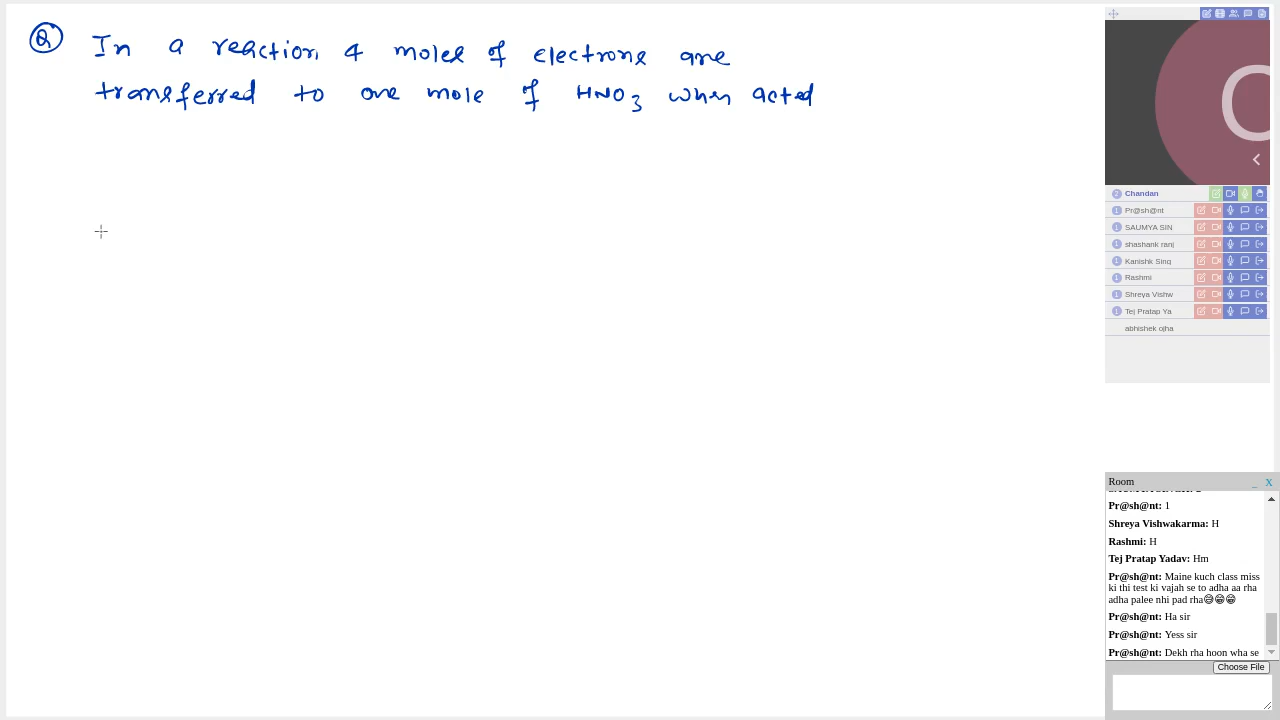 Q In a reaction, 4 moles of electrons are
transferred to one mole of HNO3 when acted
C
Chandan
Pr@sh@nt
SAUMYA SIN
shashank ranj
Kanishk Sing
Rashmi
Shreya Vishw
Tej Pratap Ya
abhishek ojha
Room
_ X
Pr@sh@nt: 1
Shreya Vishwakarma: H
Rashmi: H
Tej Pratap Yadav: Hm
Pr@sh@nt: Maine kuch class miss
ki thi test ki vajah se to adha aa rha
adha palee nhi pad rha😅😁😁
Pr@sh@nt: Ha sir
Pr@sh@nt: Yess sir
Pr@sh@nt: Dekh rha hoon wha se
Choose File